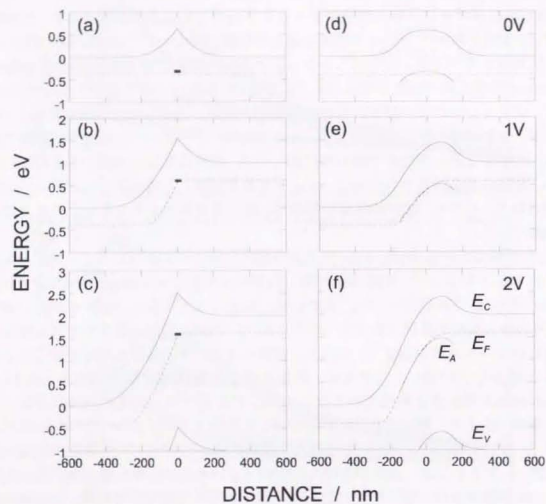 (a)
(d)
0V
1
0.5
0
-0.5
-1
(b)
(e)
1V
2
1.5
1
0.5
0
-0.5
-1
(c)
(f)
2V
3
2.5
2
1.5
1
0.5
0
-0.5
-1
E_C
E_F
E_A
E_V
ENERGY / eV
-600 -400 -200 0 200 400 600
-600 -400 -200 0 200 400 600
DISTANCE / nm